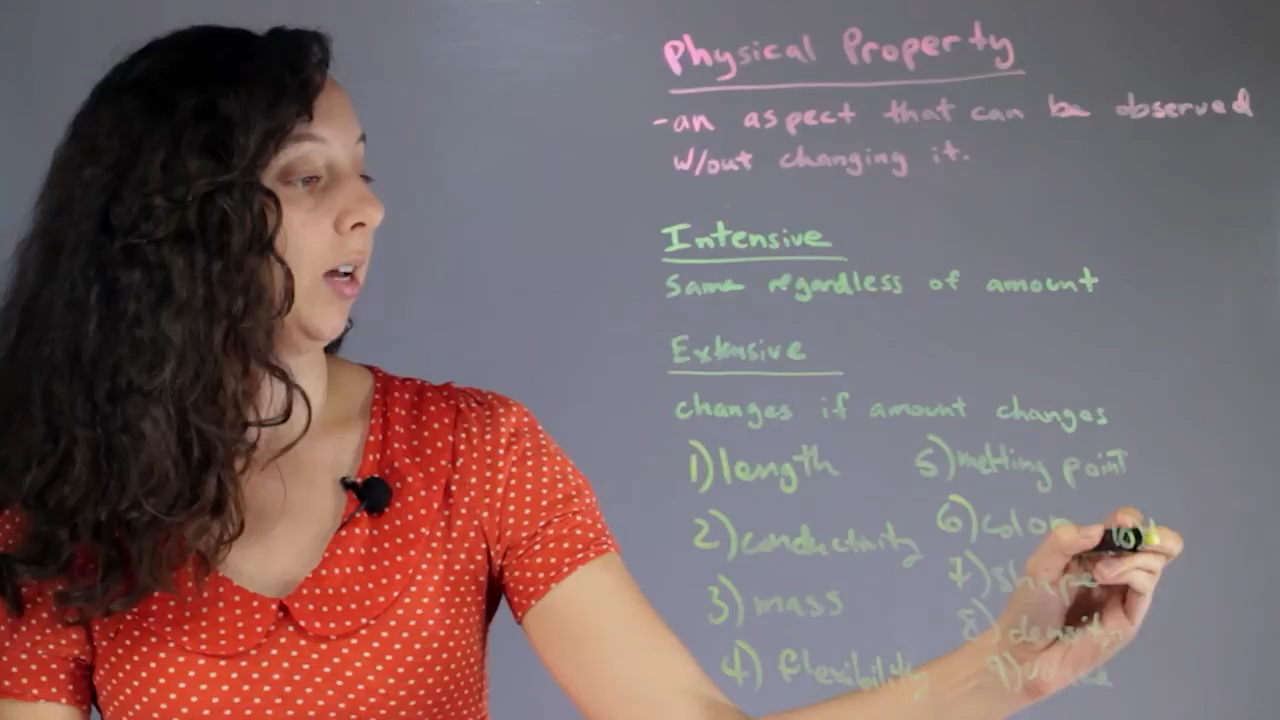 Physical Property
- an aspect that can be observed
w/out changing it.
Intensive
Same regardless of amount
Extensive
changes if amount changes
1) length
2) conductivity
3) mass
4) flexibility
5) melting point
6) color
7) shape
8) density
9)
10)